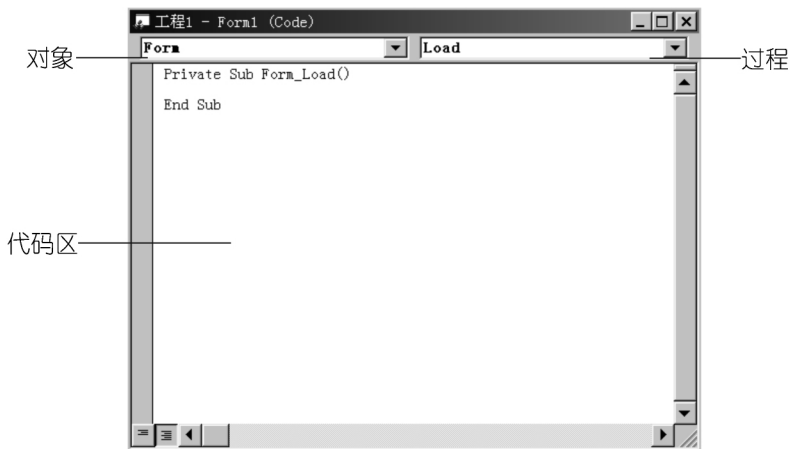 工程1 - Form1 (Code)
Form
Load
对象
过程
Private Sub Form_Load()
End Sub
代码区